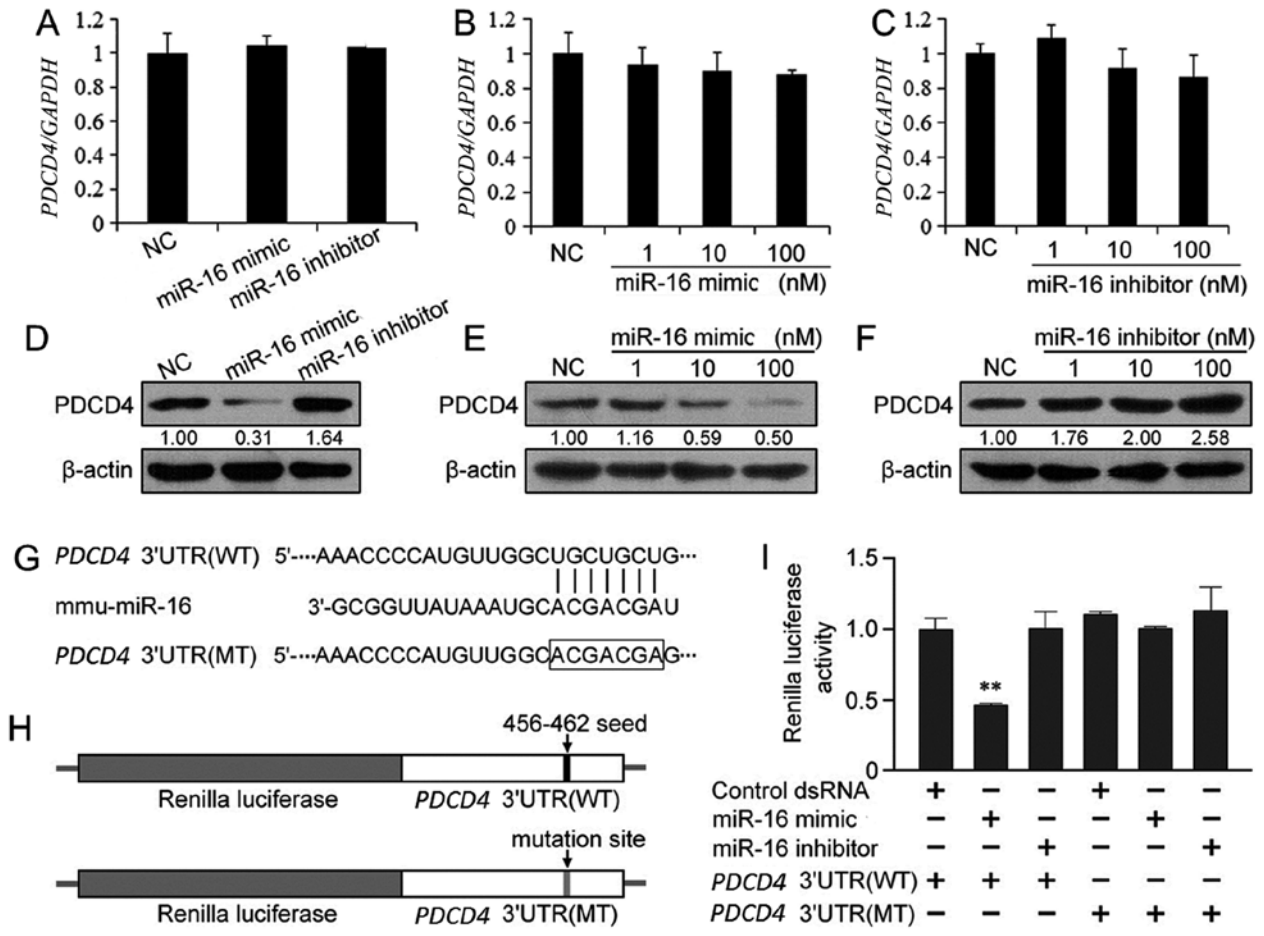 A
PDCD4/GAPDH
1.2
1
0.8
0.6
0.4
0.2
0
NC
miR-16 mimic
miR-16 inhibitor
B
PDCD4/GAPDH
1.2
1
0.8
0.6
0.4
0.2
0
NC 1 10 100
miR-16 mimic (nM)
C
PDCD4/GAPDH
1.2
1
0.8
0.6
0.4
0.2
0
NC 1 10 100
miR-16 inhibitor (nM)
D
NC miR-16 mimic miR-16 inhibitor
PDCD4
1.00 0.31 1.64
β-actin
E
miR-16 mimic (nM)
NC 1 10 100
PDCD4
1.00 1.16 0.59 0.50
β-actin
F
miR-16 inhibitor (nM)
NC 1 10 100
PDCD4
1.00 1.76 2.00 2.58
β-actin
G
PDCD4 3'UTR(WT) 5'-···AAACCCCAUGUUGGCUGCUGCUG···
mmu-miR-16 3'-GCGGUUAUAAAUGCACGACGAU
PDCD4 3'UTR(MT) 5'-···AAACCCCAUGUUGGCACGACGAG···
H
456-462 seed
Renilla luciferase PDCD4 3'UTR(WT)
mutation site
Renilla luciferase PDCD4 3'UTR(MT)
I
Renilla luciferase
activity
1.5
1.0
0.5
0
**
Control dsRNA + − − + − −
miR-16 mimic − + − − + −
miR-16 inhibitor − − + − − +
PDCD4 3'UTR(WT) + + + − − −
PDCD4 3'UTR(MT) − − − + + +